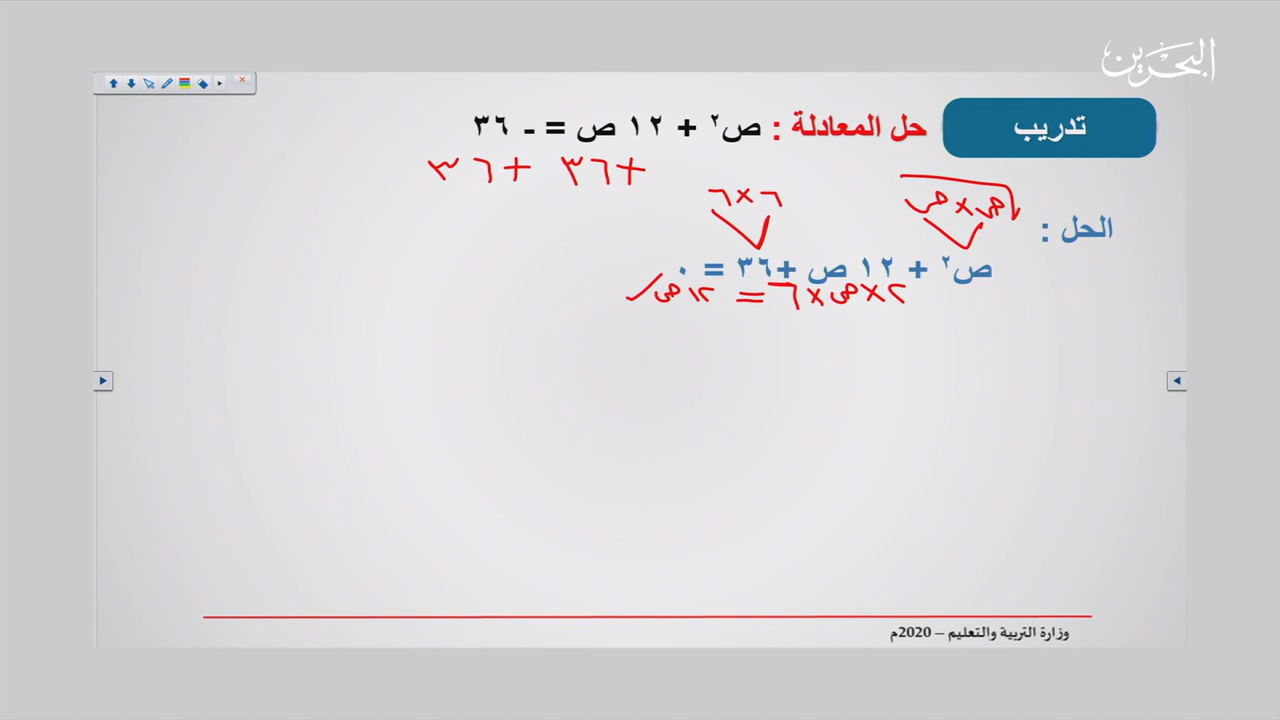 البحرين
تدريب
حل المعادلة : ص٢ + ١٢ ص = - ٣٦
+٣٦ +٣٦
الحل :
ص×ص ٦×٦
ص٢ + ١٢ ص +٣٦ = ٠
٢×ص×٦ = ١٢ص
وزارة التربية والتعليم – 2020م